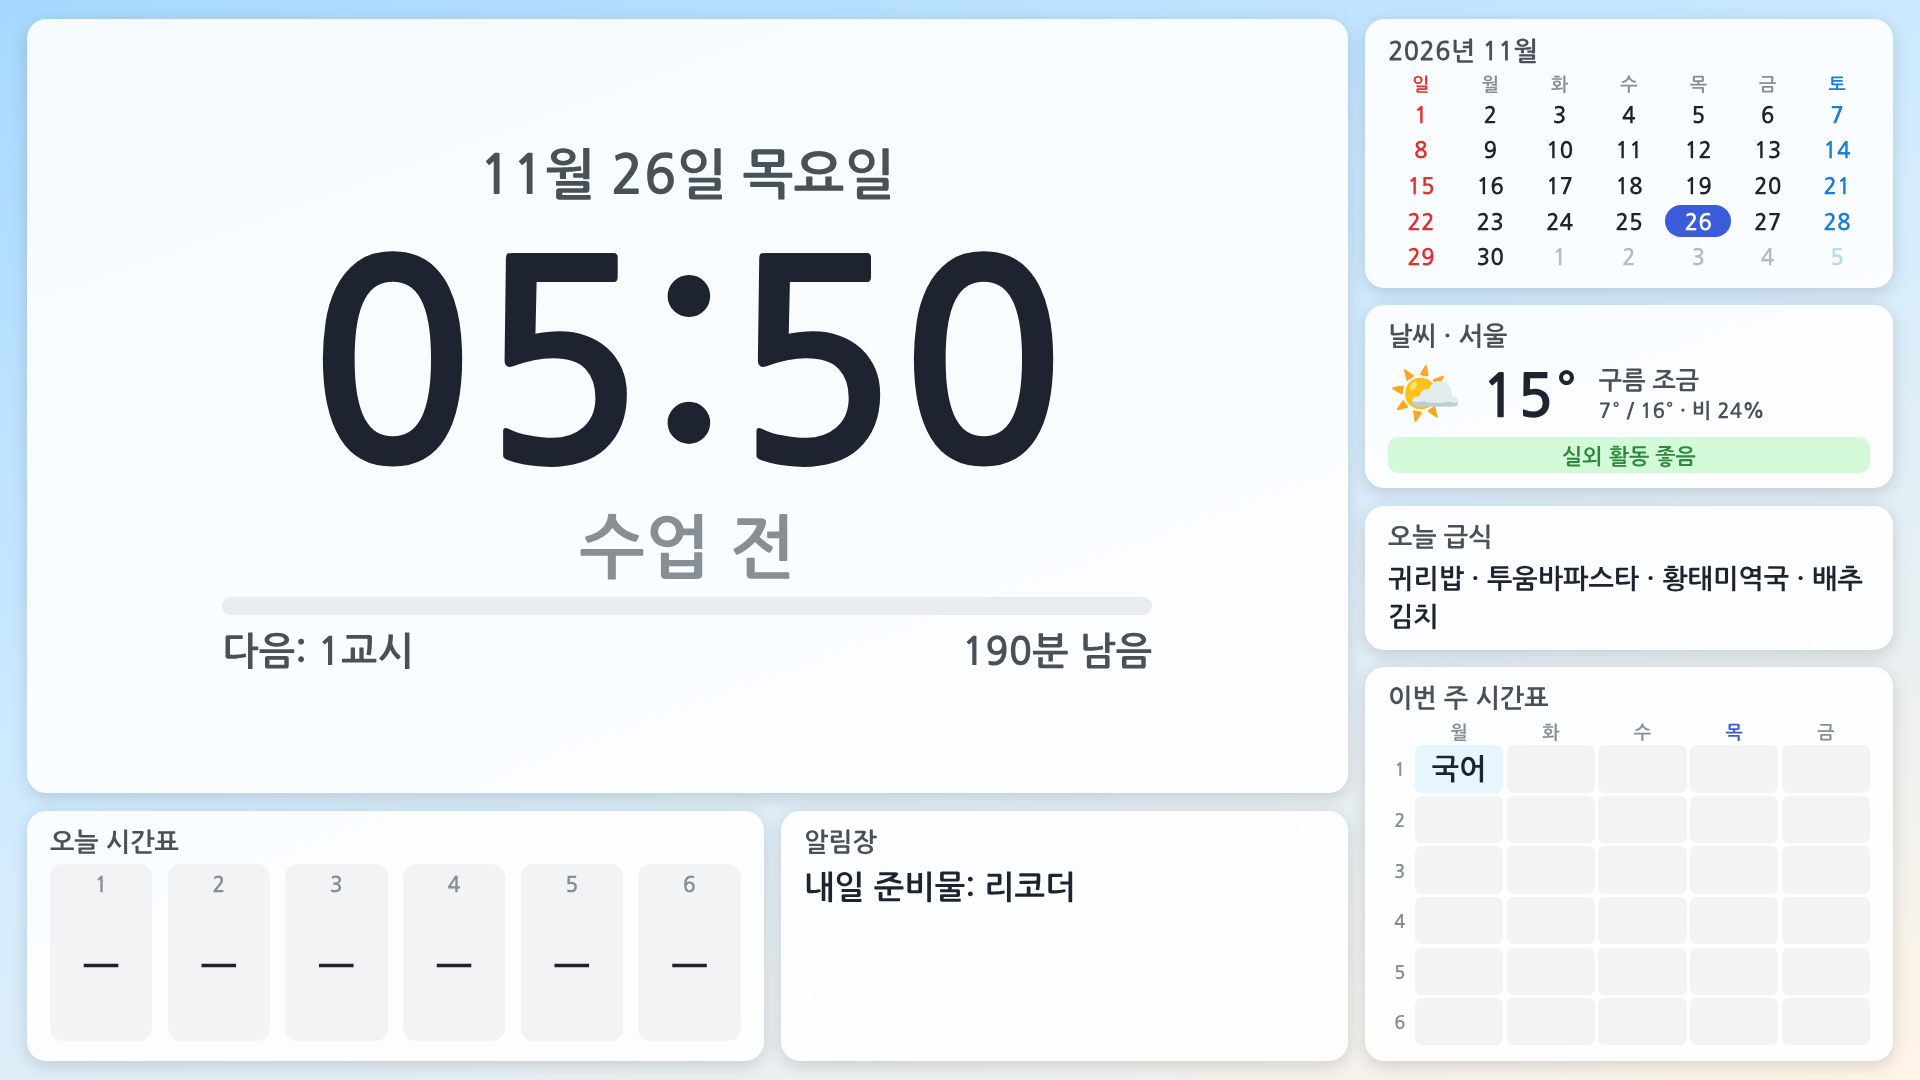 11월 26일 목요일
05:50
수업 전
다음: 1교시
190분 남음
오늘 시간표
1 2 3 4 5 6
— — — — — —
알림장
내일 준비물: 리코더
2026년 11월
일 월 화 수 목 금 토
1 2 3 4 5 6 7
8 9 10 11 12 13 14
15 16 17 18 19 20 21
22 23 24 25 26 27 28
29 30 1 2 3 4 5
날씨 · 서울
15°
구름 조금
7° / 16° · 비 24%
실외 활동 좋음
오늘 급식
귀리밥 · 투움바파스타 · 황태미역국 · 배추
김치
이번 주 시간표
월 화 수 목 금
1 국어
2
3
4
5
6